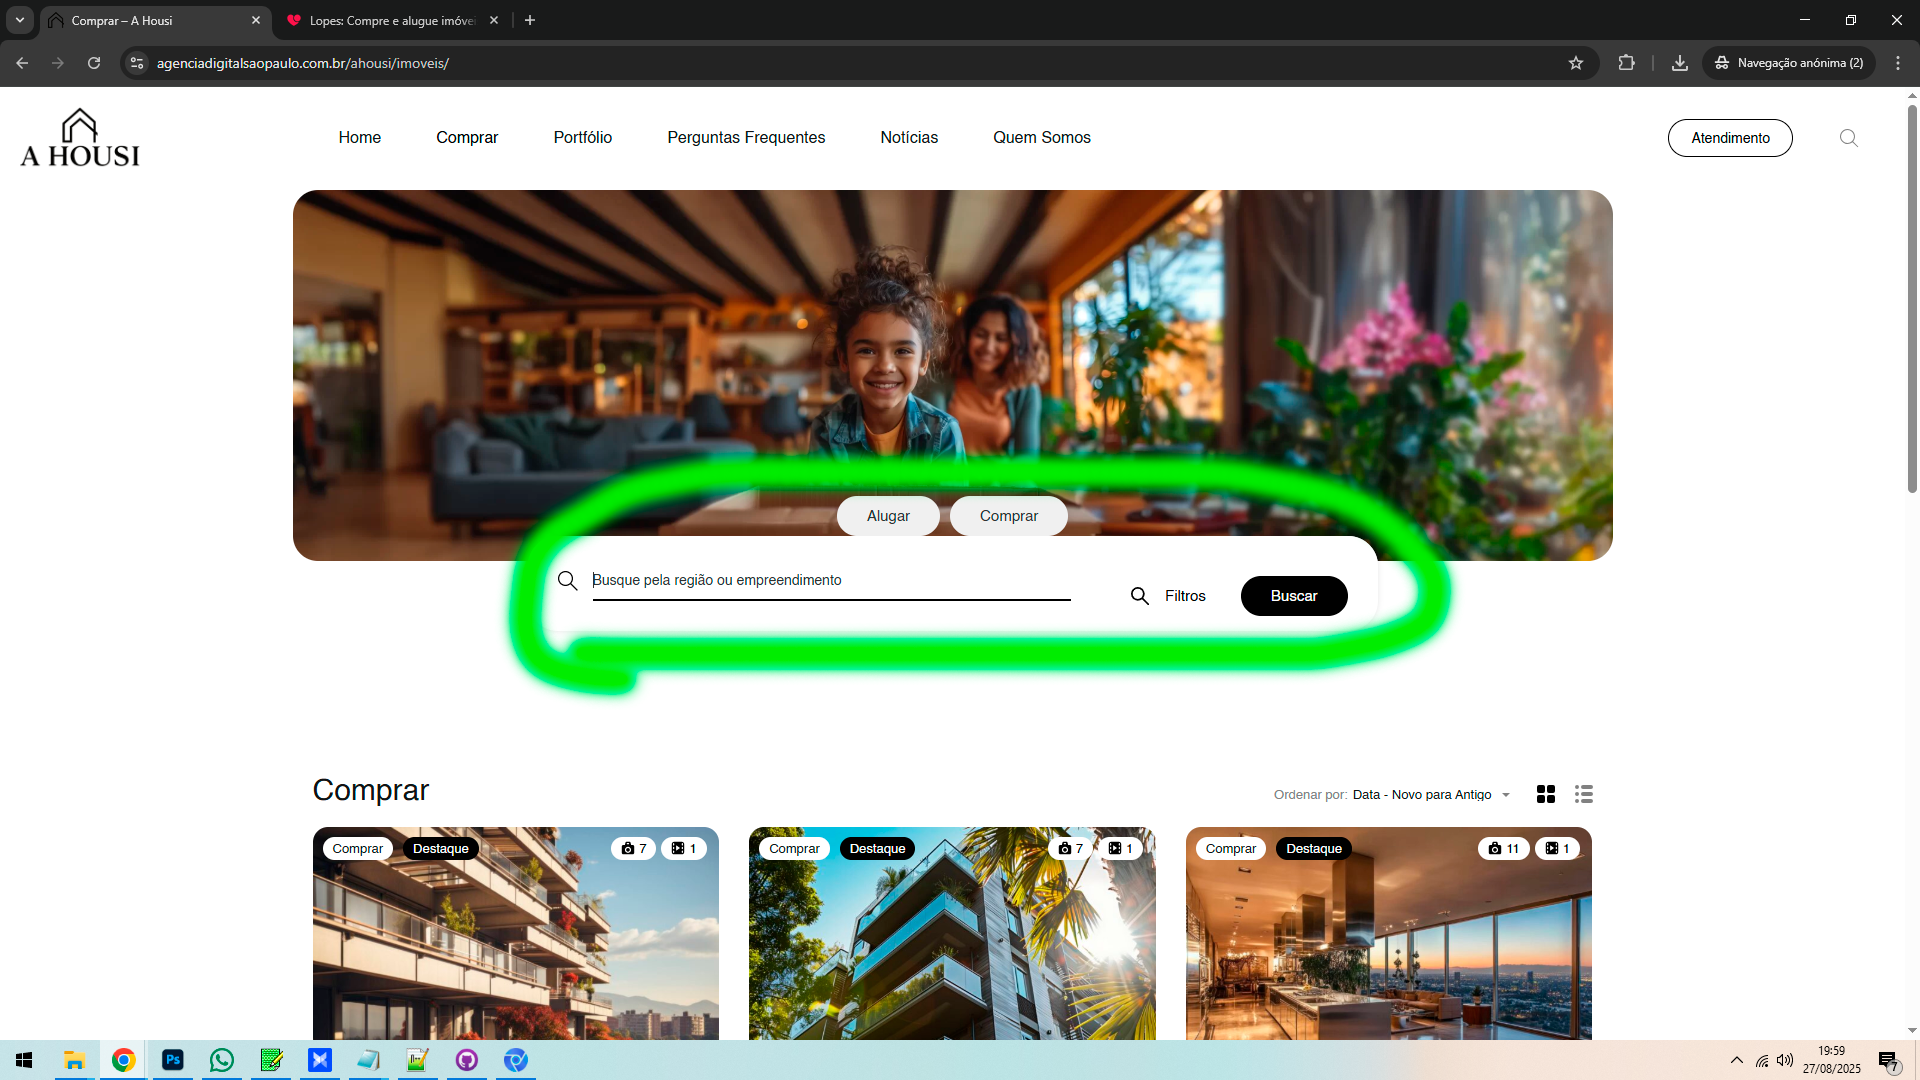 Comprar – A Housi
Lopes: Compre e alugue imóve
agenciadigitalsaopaulo.com.br/ahousi/imoveis/
Navegação anónima (2)
A HOUSI
Home
Comprar
Portfólio
Perguntas Frequentes
Notícias
Quem Somos
Atendimento
Alugar
Comprar
Busque pela região ou empreendimento
Filtros
Buscar
Comprar
Ordenar por: Data - Novo para Antigo
Comprar
Destaque
7
1
Comprar
Destaque
7
1
Comprar
Destaque
11
1
Ps
19:59
27/08/2025
7